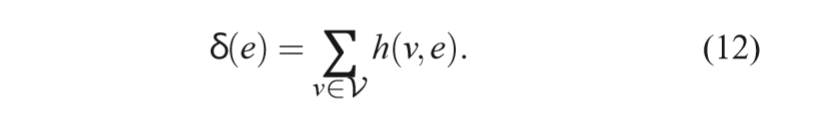 δ(e) = ∑ h(v, e). (12)
v∈𝒱